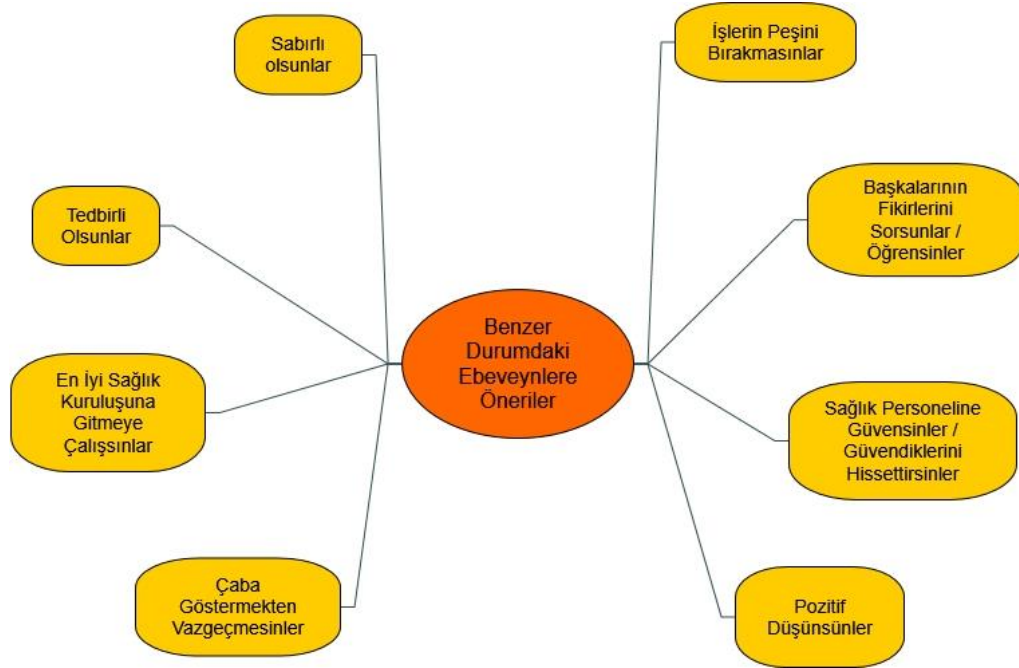 Sabırlı
olsunlar
İşlerin Peşini
Bırakmasınlar
Tedbirli
Olsunlar
Başkalarının
Fikirlerini
Sorsunlar /
Öğrensinler
Benzer
Durumdaki
Ebeveynlere
Öneriler
En İyi Sağlık
Kuruluşuna
Gitmeye
Çalışsınlar
Sağlık Personeline
Güvensinler /
Güvendiklerini
Hissettirsinler
Çaba
Göstermekten
Vazgeçmesinler
Pozitif
Düşünsünler